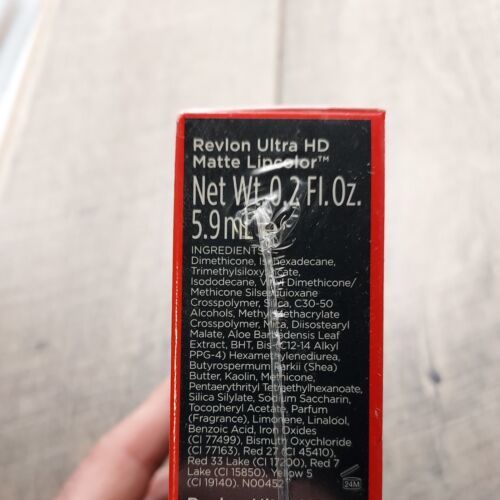 Revlon Ultra HD
Matte Lipcolor™
Net Wt. 0.2 Fl. Oz.
5.9mL
INGREDIENTS:
Dimethicone, Isohexadecane,
Trimethylsiloxysilicate,
Isododecane, Vinyl Dimethicone/
Methicone Silsesquioxane
Crosspolymer, Silica, C30-50
Alcohols, Methyl Methacrylate
Crosspolymer, Mica, Diisostearyl
Malate, Aloe Barbadensis Leaf
Extract, BHT, Bis-(C12-14 Alkyl
PPG-4) Hexamethylenediurea,
Butyrospermum Parkii (Shea)
Butter, Kaolin, Methicone,
Pentaerythrityl Tetraethylhexanoate,
Silica Silylate, Sodium Saccharin,
Tocopheryl Acetate, Parfum
(Fragrance), Limonene, Linalool,
Benzoic Acid, Iron Oxides
(CI 77499), Bismuth Oxychloride
(CI 77163), Red 27 (CI 45410),
Red 33 Lake (CI 17200), Red 7
Lake (CI 15850), Yellow 5
(CI 19140). N00452
24M